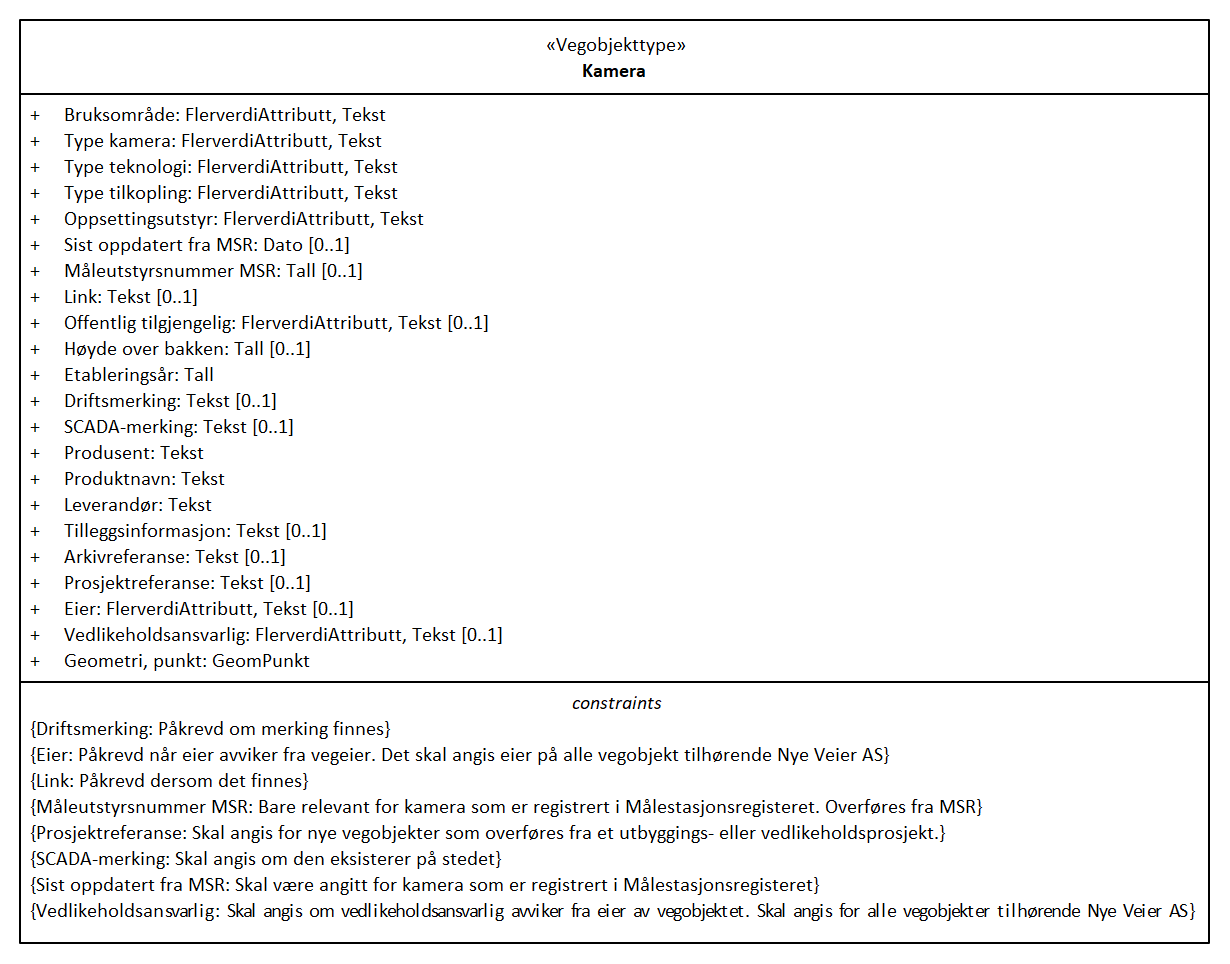 «Vegobjekttype»
Kamera
+ Bruksområde: FlerverdiAttributt, Tekst
+ Type kamera: FlerverdiAttributt, Tekst
+ Type teknologi: FlerverdiAttributt, Tekst
+ Type tilkopling: FlerverdiAttributt, Tekst
+ Oppsettingsutstyr: FlerverdiAttributt, Tekst
+ Sist oppdatert fra MSR: Dato [0..1]
+ Måleutstyrsnummer MSR: Tall [0..1]
+ Link: Tekst [0..1]
+ Offentlig tilgjengelig: FlerverdiAttributt, Tekst [0..1]
+ Høyde over bakken: Tall [0..1]
+ Etableringsår: Tall
+ Driftsmerking: Tekst [0..1]
+ SCADA-merking: Tekst [0..1]
+ Produsent: Tekst
+ Produktnavn: Tekst
+ Leverandør: Tekst
+ Tilleggsinformasjon: Tekst [0..1]
+ Arkivreferanse: Tekst [0..1]
+ Prosjektreferanse: Tekst [0..1]
+ Eier: FlerverdiAttributt, Tekst [0..1]
+ Vedlikeholdsansvarlig: FlerverdiAttributt, Tekst [0..1]
+ Geometri, punkt: GeomPunkt
constraints
{Driftsmerking: Påkrevd om merking finnes}
{Eier: Påkrevd når eier avviker fra vegeier. Det skal angis eier på alle vegobjekt tilhørende Nye Veier AS}
{Link: Påkrevd dersom det finnes}
{Måleutstyrsnummer MSR: Bare relevant for kamera som er registrert i Målestasjonsregisteret. Overføres fra MSR}
{Prosjektreferanse: Skal angis for nye vegobjekter som overføres fra et utbyggings- eller vedlikeholdsprosjekt.}
{SCADA-merking: Skal angis om den eksisterer på stedet}
{Sist oppdatert fra MSR: Skal være angitt for kamera som er registrert i Målestasjonsregisteret}
{Vedlikeholdsansvarlig: Skal angis om vedlikeholdsansvarlig avviker fra eier av vegobjektet. Skal angis for alle vegobjekter tilhørende Nye Veier AS}